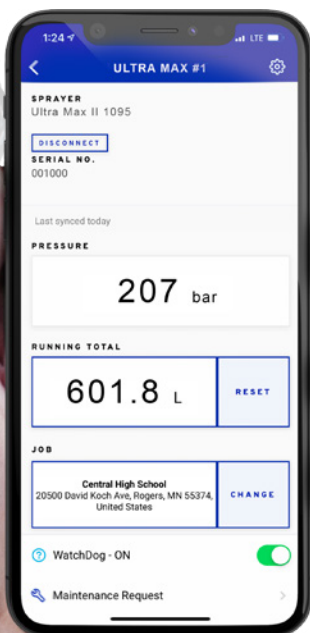 1:24
LTE
ULTRA MAX #1
SPRAYER
Ultra Max II 1095
DISCONNECT
SERIAL NO.
001000
Last synced today
PRESSURE
207 bar
RUNNING TOTAL
601.8 L
RESET
JOB
Central High School
20500 David Koch Ave, Rogers, MN 55374,
United States
CHANGE
WatchDog - ON
Maintenance Request